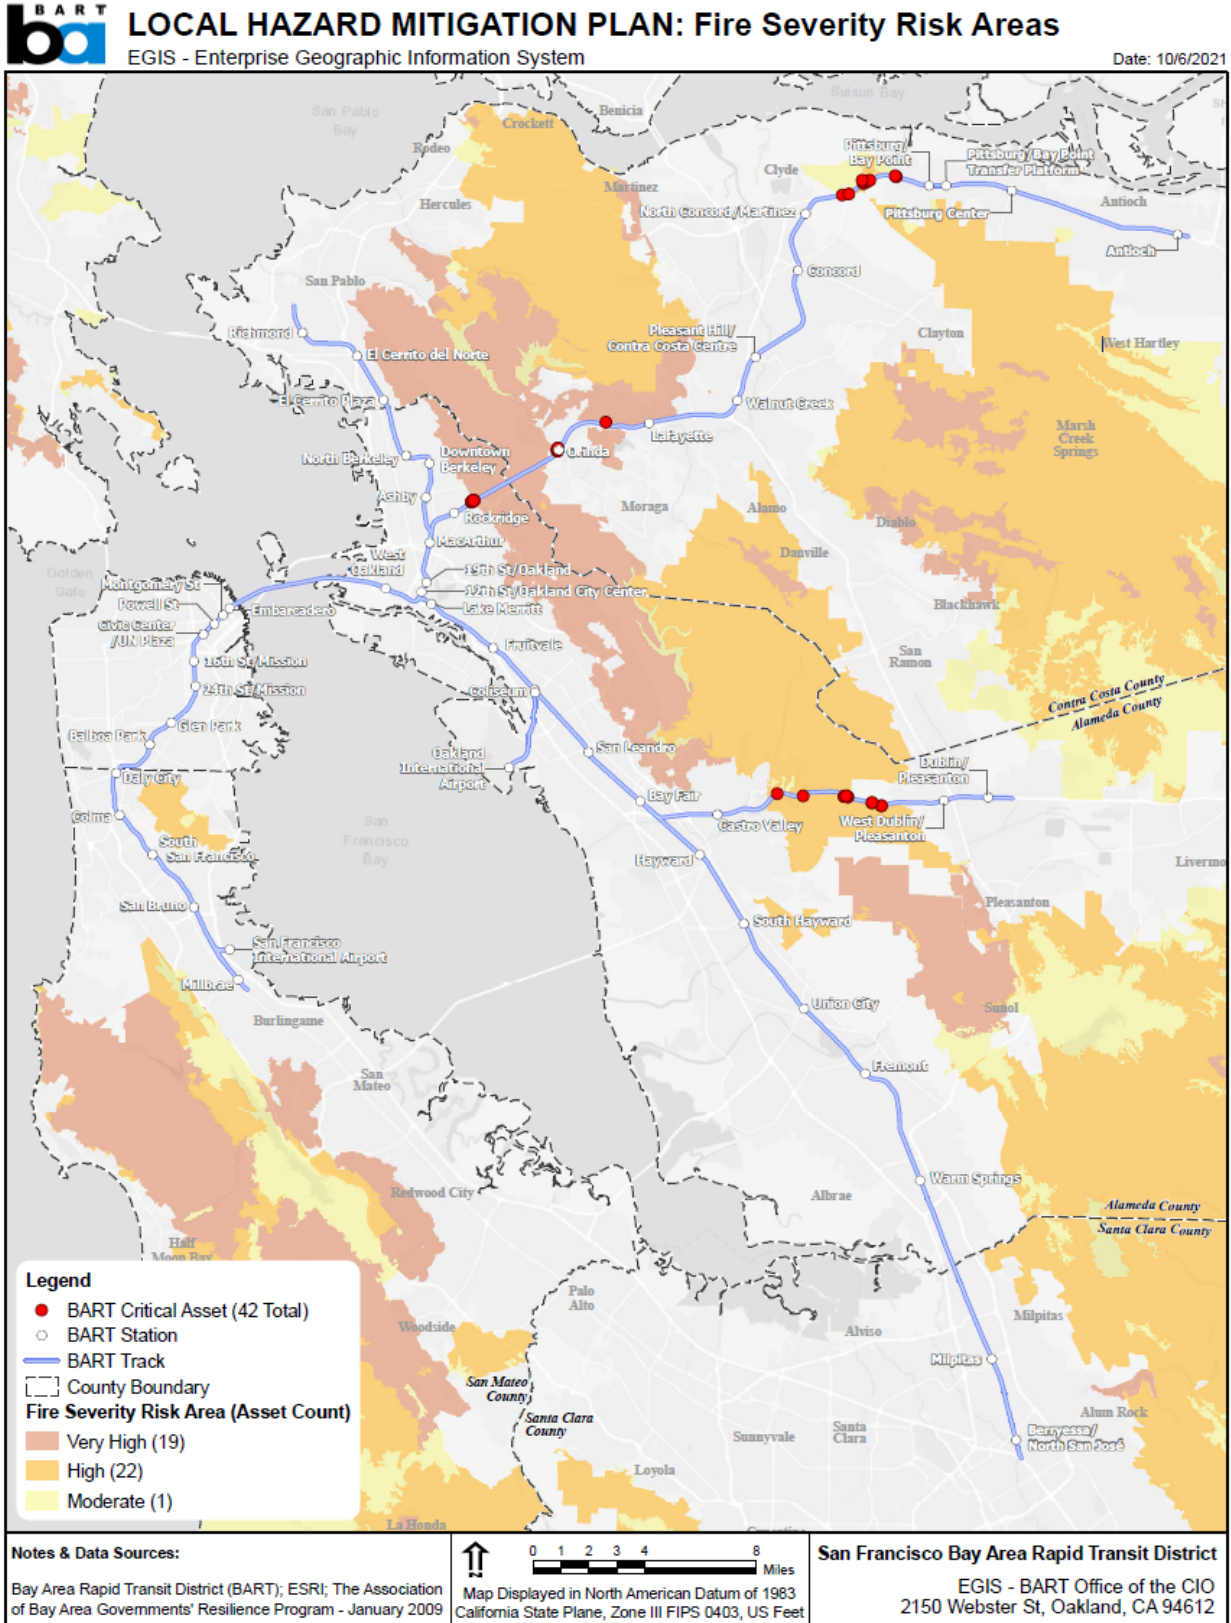 BART
ba
LOCAL HAZARD MITIGATION PLAN: Fire Severity Risk Areas
EGIS - Enterprise Geographic Information System
Date: 10/6/2021
San Pablo
Bay
Benicia
Suisun Bay
Crockett
Rodeo
Hercules
Martinez
Clyde
Pittsburg/
Bay Point
Pittsburg/Bay Point
Transfer Platform
North Concord/Martinez
Pittsburg Center
Antioch
Antioch
Concord
San Pablo
Richmond
El Cerrito del Norte
Pleasant Hill/
Contra Costa Centre
Clayton
West Hartley
El Cerrito Plaza
Walnut Creek
Lafayette
Marsh
Creek
Springs
North Berkeley
Downtown
Berkeley
Orinda
Ashby
Rockridge
Moraga
Alamo
Diablo
MacArthur
Danville
West
Oakland
19th St/Oakland
12th St/Oakland City Center
Lake Merritt
Golden
Gate
Montgomery St
Powell St
Embarcadero
Civic Center
/UN Plaza
Blackhawk
16th St/Mission
24th St/Mission
Fruitvale
San
Ramon
Coliseum
Contra Costa County
Alameda County
Glen Park
Balboa Park
San Leandro
Oakland
International
Airport
Dublin/
Pleasanton
Daly City
Bay Fair
Colma
Castro Valley
West Dublin/
Pleasanton
San
Francisco
Bay
South
San Francisco
Hayward
Livermo
San Bruno
South Hayward
Pleasanton
San Francisco
International Airport
Millbrae
Union City
Sunol
Burlingame
San
Mateo
Fremont
Redwood City
Albrae
Warm Springs
Alameda County
Santa Clara County
Half
Moon Bay
Palo
Alto
Woodside
Alviso
Milpitas
Milpitas
San Mateo
County
Santa Clara
County
Sunnyvale
Santa
Clara
Alum Rock
Berryessa/
North San José
Loyola
La Honda
Legend
BART Critical Asset (42 Total)
BART Station
BART Track
County Boundary
Fire Severity Risk Area (Asset Count)
Very High (19)
High (22)
Moderate (1)
Notes & Data Sources:
Bay Area Rapid Transit District (BART); ESRI; The Association
of Bay Area Governments' Resilience Program - January 2009
0 1 2 3 4 8
Miles
Map Displayed in North American Datum of 1983
California State Plane, Zone III FIPS 0403, US Feet
San Francisco Bay Area Rapid Transit District
EGIS - BART Office of the CIO
2150 Webster St, Oakland, CA 94612